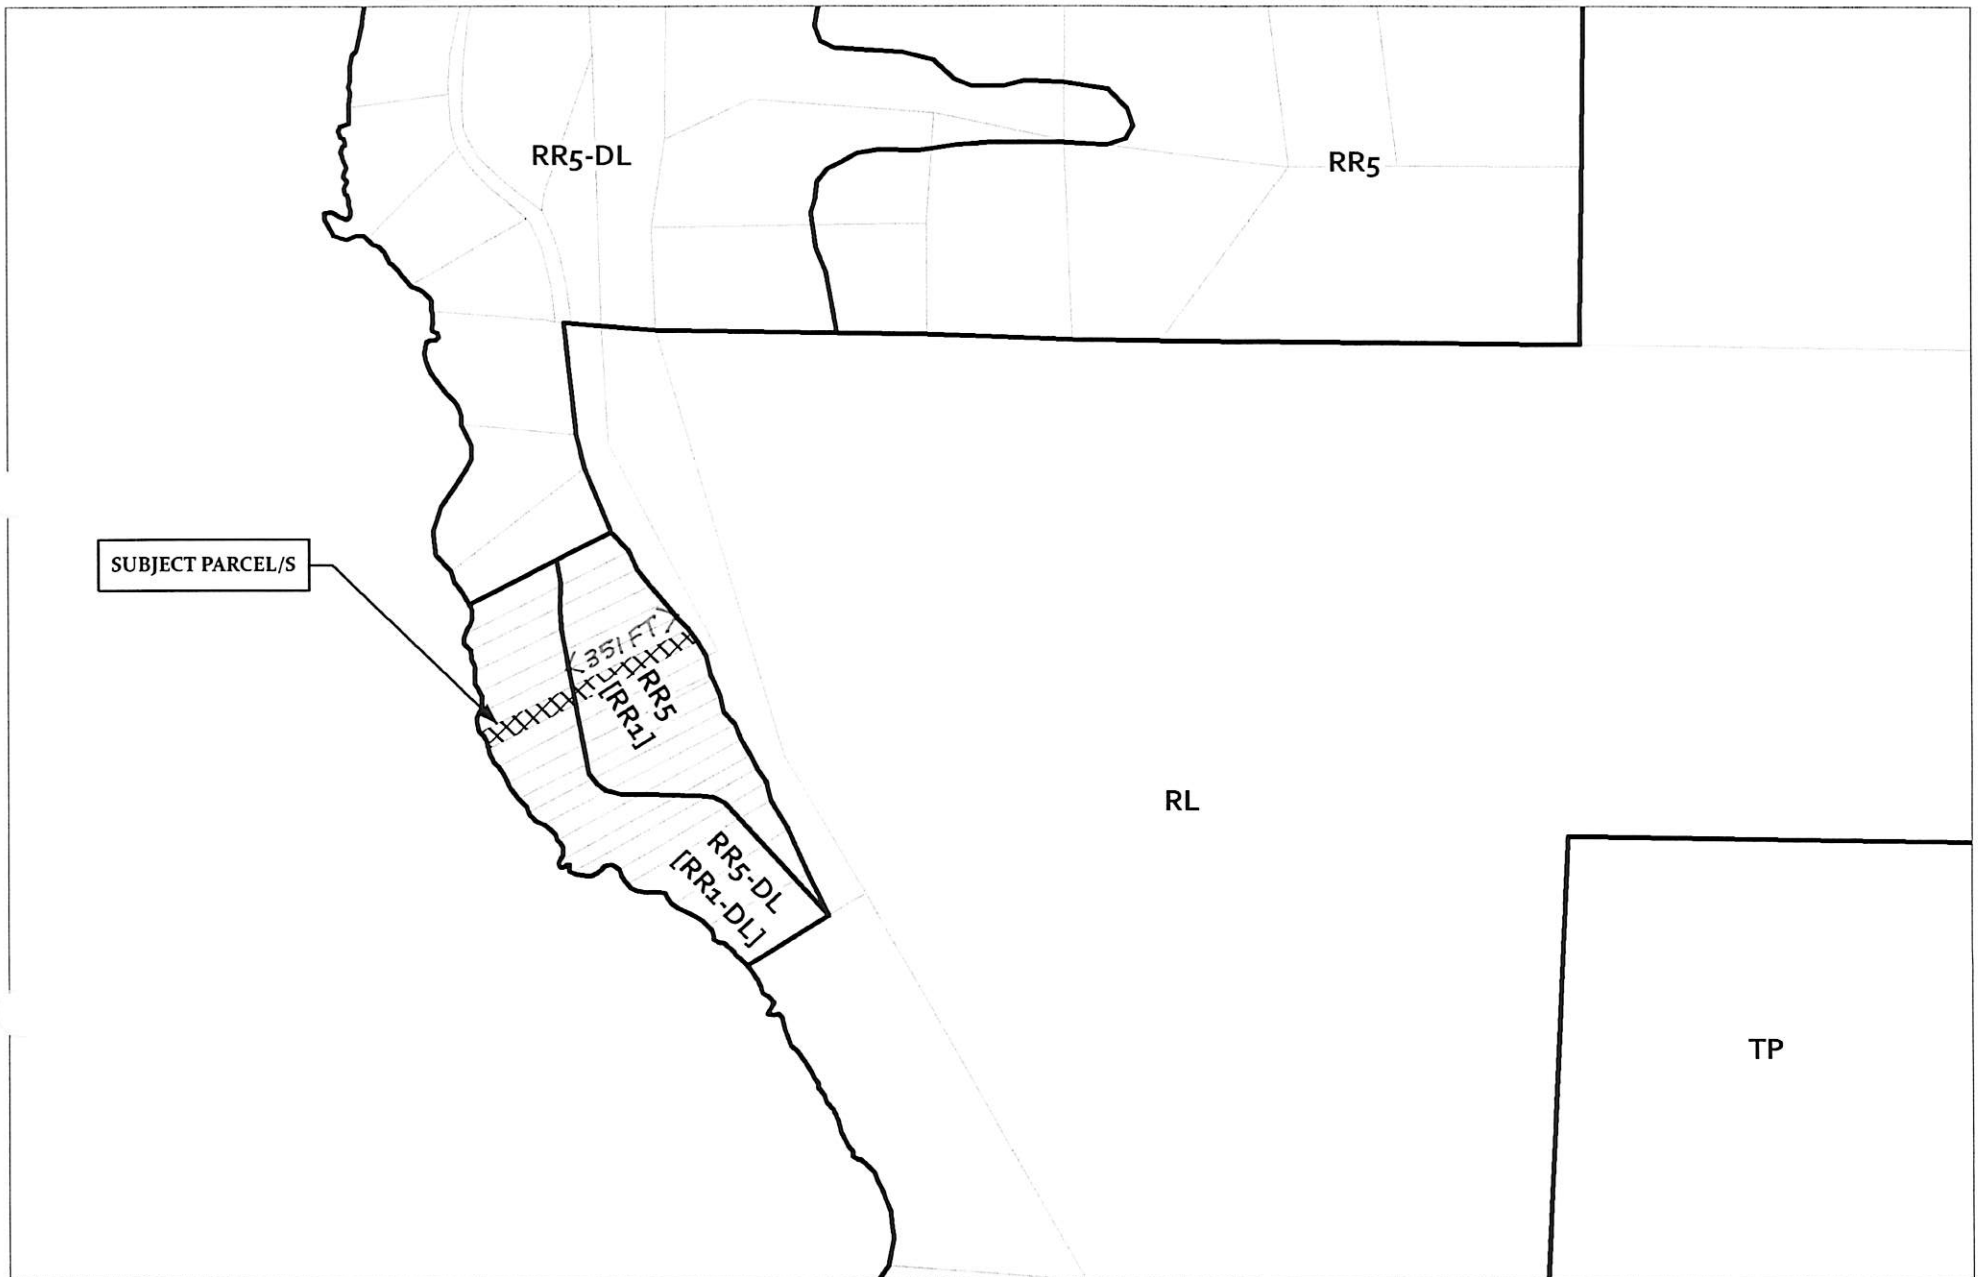 RR5-DL
RR5
SUBJECT PARCEL/S
351 FT
RR5
[RR1]
RL
RR5-DL
[RR1-DL]
TP